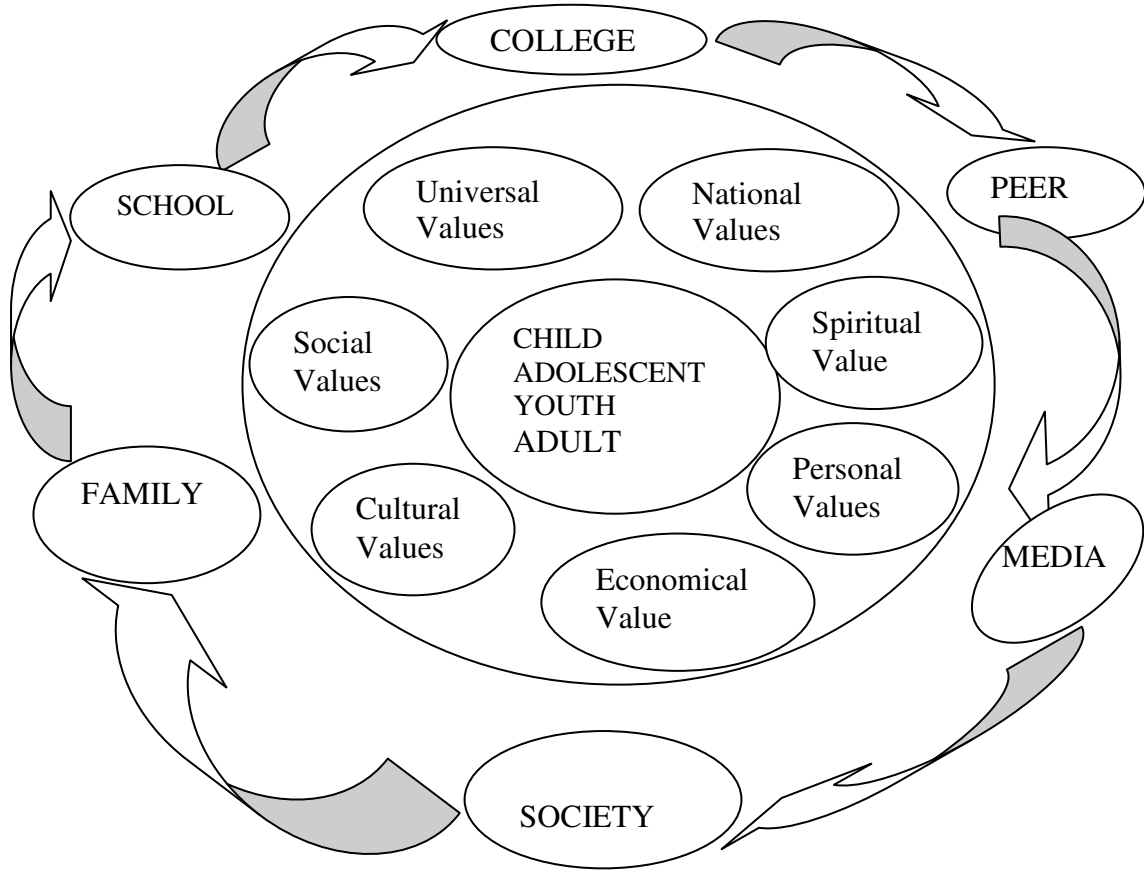 COLLEGE
SCHOOL
PEER
Universal
Values
National
Values
Social
Values
CHILD
ADOLESCENT
YOUTH
ADULT
Spiritual
Value
FAMILY
Cultural
Values
Personal
Values
MEDIA
Economical
Value
SOCIETY